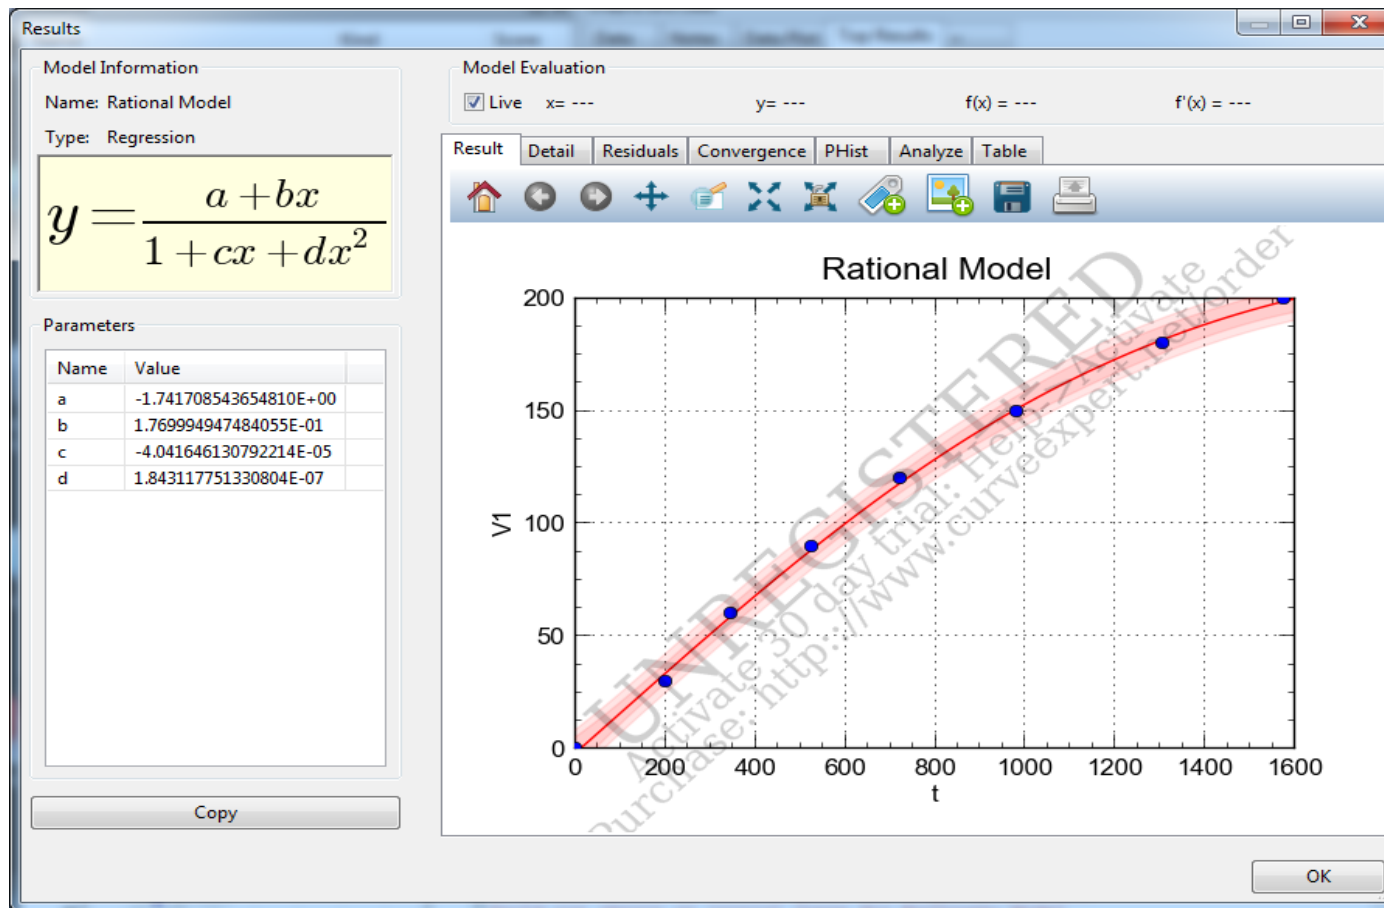 Results
Model Information
Name: Rational Model
Type: Regression
y = a + bx / 1 + cx + dx²
Parameters
Name Value
a -1.741708543654810E+00
b 1.769994947484055E-01
c -4.041646130792214E-05
d 1.843117751330804E-07
Copy
Model Evaluation
Live x= --- y= --- f(x) = --- f'(x) = ---
Result Detail Residuals Convergence PHist Analyze Table
Rational Model
200
150
100
50
0
V1
0 200 400 600 800 1000 1200 1400 1600
t
UNREGISTERED
Activate 30 day trial: Help->Activate
Purchase: http://www.curveexpert.net/order
OK